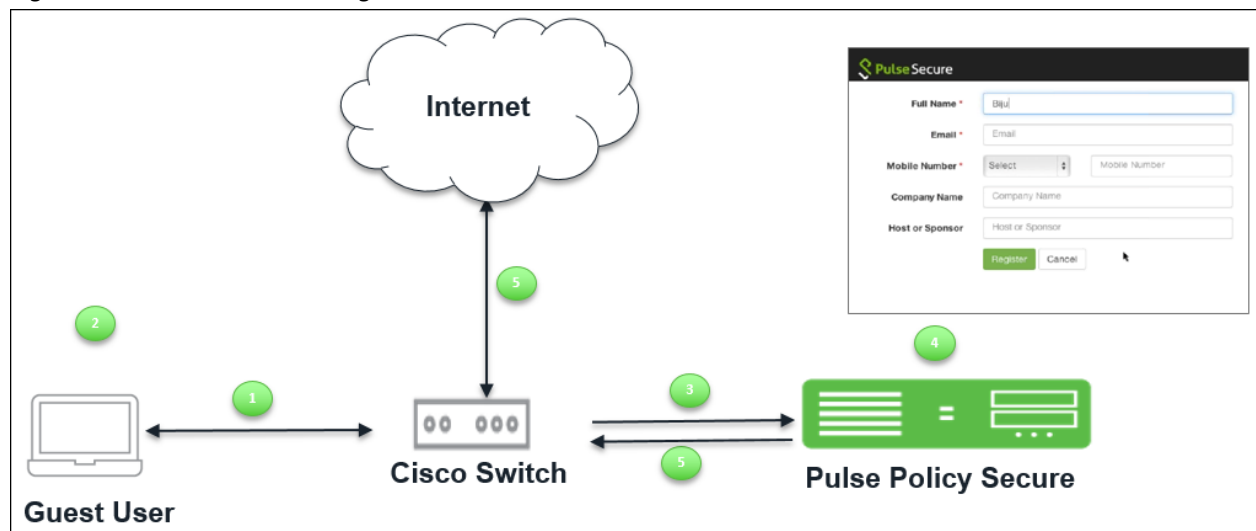 Internet
Pulse Secure
Full Name *
Biju
Email *
Email
Mobile Number *
Select
Mobile Number
Company Name
Company Name
Host or Sponsor
Host or Sponsor
Register
Cancel
5
2
4
1
3
5
Cisco Switch
Pulse Policy Secure
Guest User